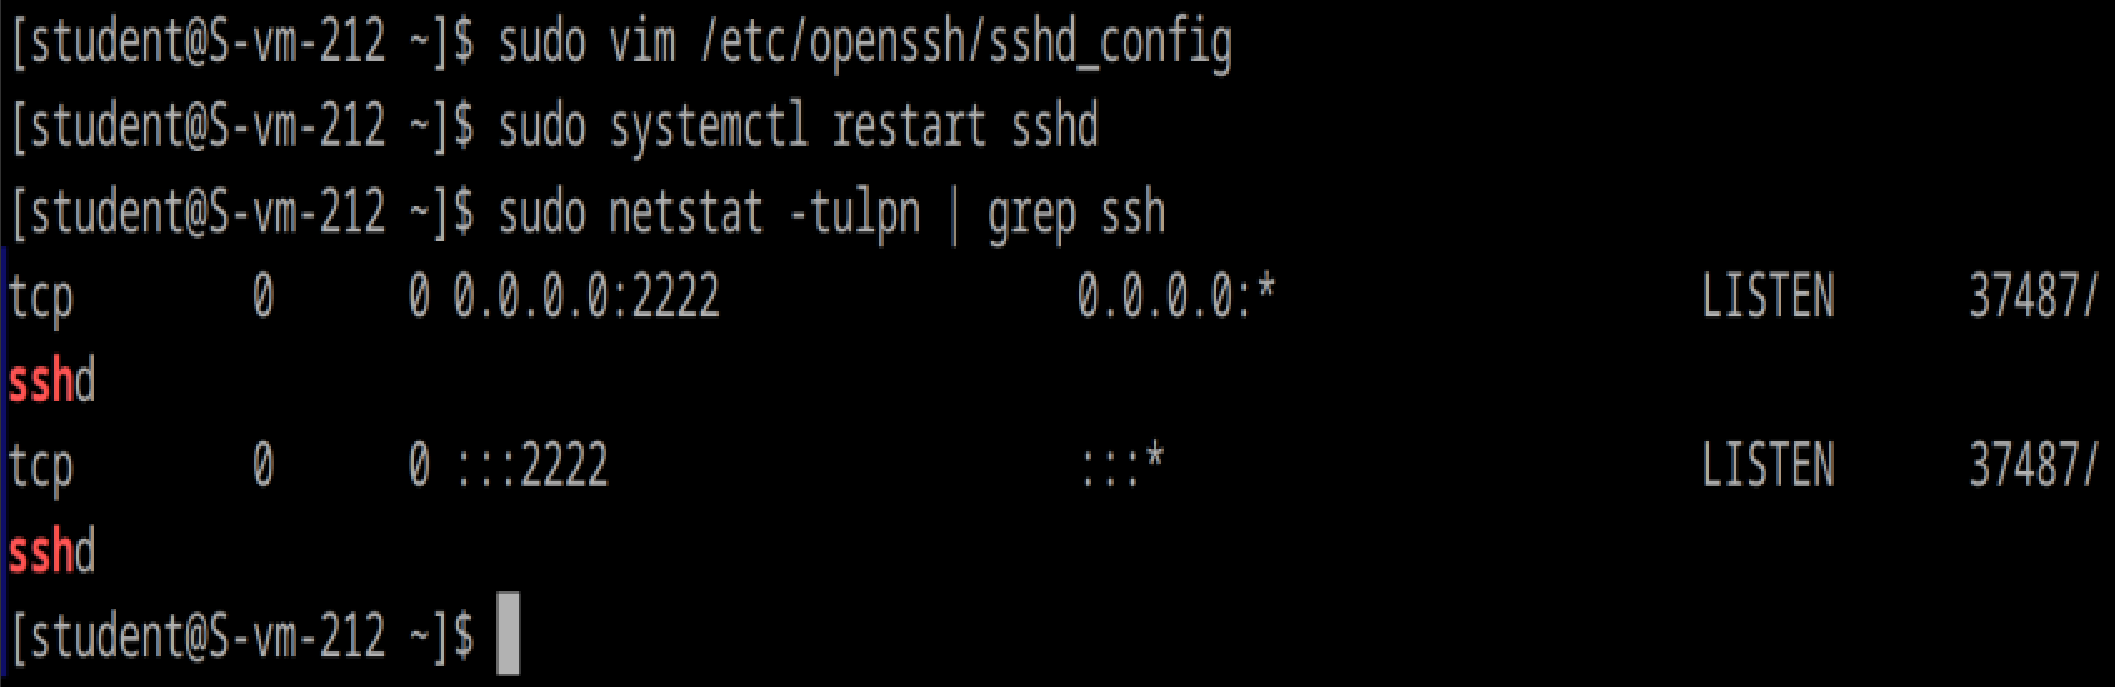 [student@S-vm-212 ~]$ sudo vim /etc/openssh/sshd_config
[student@S-vm-212 ~]$ sudo systemctl restart sshd
[student@S-vm-212 ~]$ sudo netstat -tulpn | grep ssh
tcp        0      0 0.0.0.0:2222                0.0.0.0:*                   LISTEN      37487/
sshd
tcp        0      0 :::2222                     :::*                        LISTEN      37487/
sshd
[student@S-vm-212 ~]$